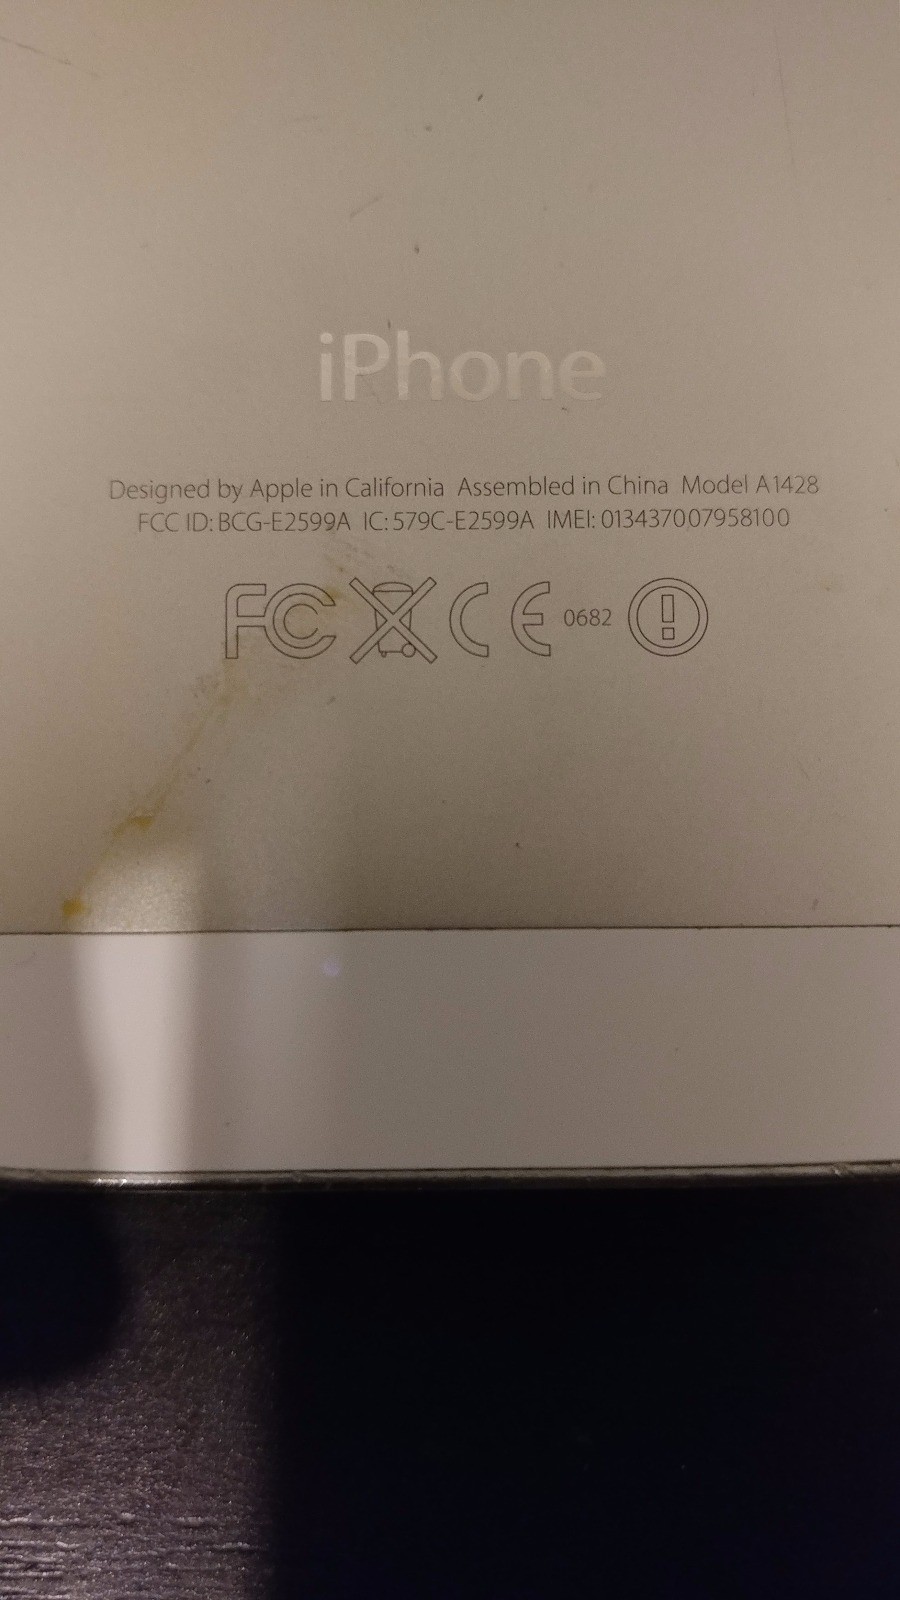 iPhone
Designed by Apple in California Assembled in China Model A1428
FCC ID: BCG-E2599A IC: 579C-E2599A IMEI: 013437007958100
FC CE 0682